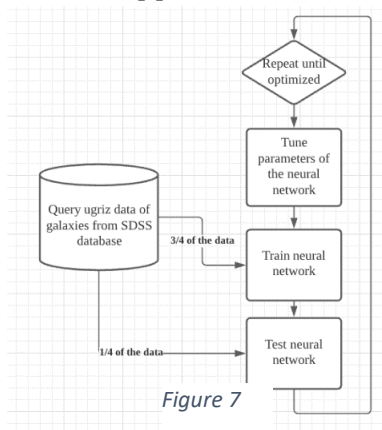 Repeat until
optimized
Tune
parameters of
the neural
network
Query ugriz data of
galaxies from SDSS
database
3/4 of the data
Train neural
network
1/4 of the data
Test neural
network
Figure 7